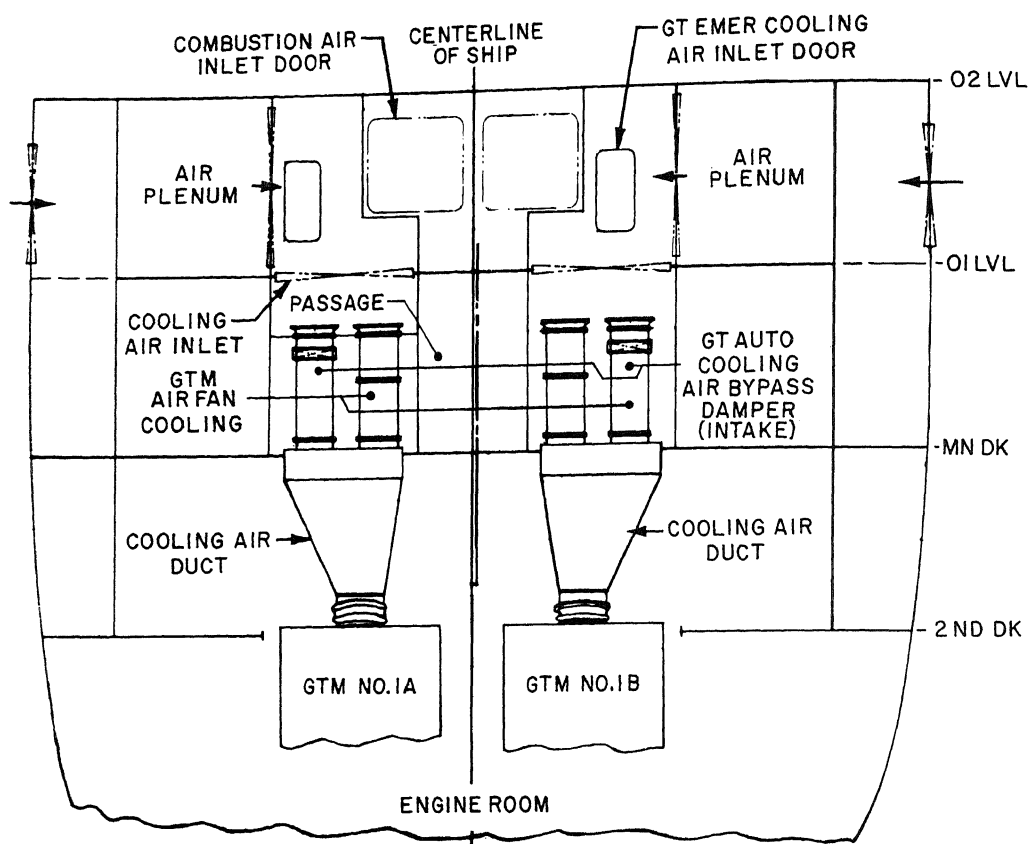 COMBUSTION AIR
INLET DOOR
CENTERLINE
OF SHIP
GT EMER COOLING
AIR INLET DOOR
02 LVL
AIR
PLENUM
AIR
PLENUM
01 LVL
COOLING
AIR INLET
PASSAGE
GTM
AIR FAN
COOLING
GT AUTO
COOLING
AIR BYPASS
DAMPER
(INTAKE)
MN DK
COOLING AIR
DUCT
COOLING AIR
DUCT
2ND DK
GTM NO.1A
GTM NO.1B
ENGINE ROOM